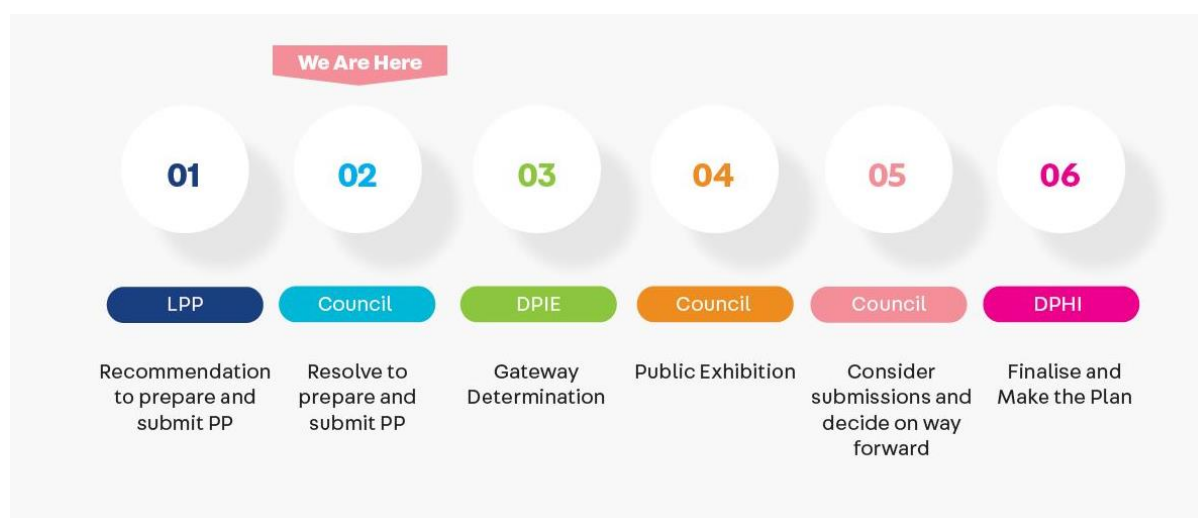 We Are Here
01
02
03
04
05
06
LPP
Council
DPIE
Council
Council
DPHI
Recommendation
to prepare and
submit PP
Resolve to
prepare and
submit PP
Gateway
Determination
Public Exhibition
Consider
submissions and
decide on way
forward
Finalise and
Make the Plan